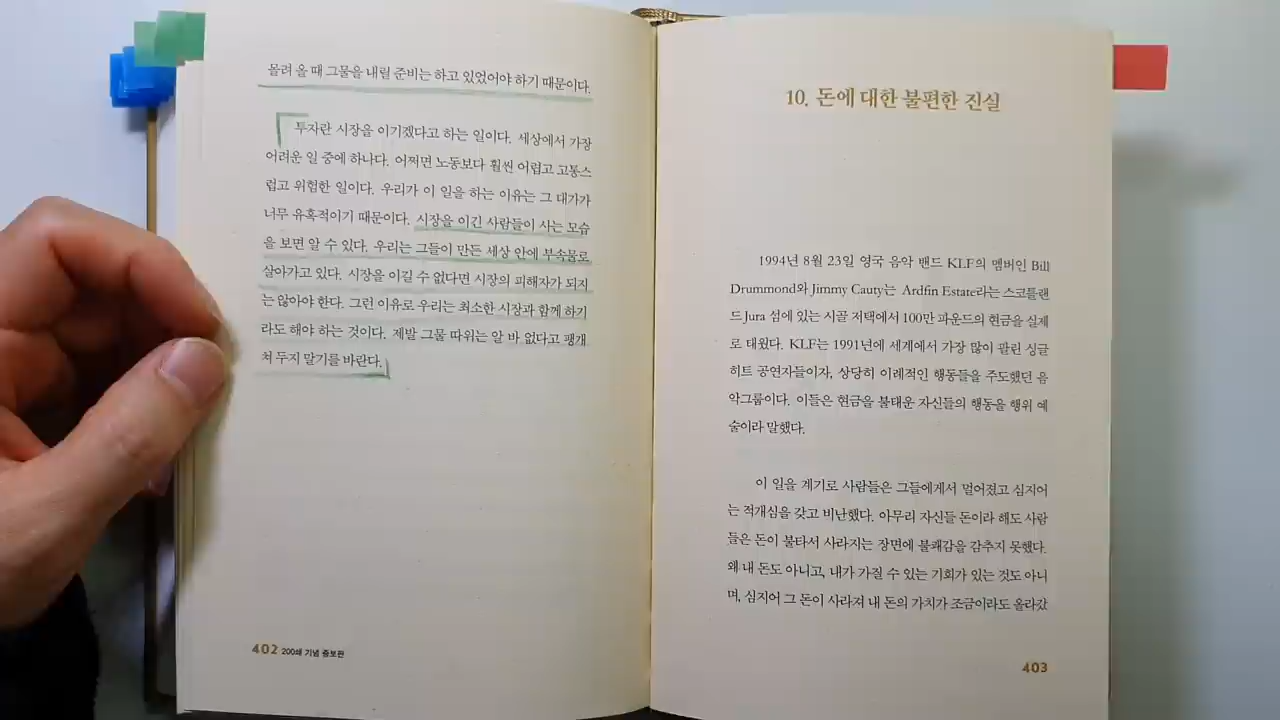 몰려 올 때 그물을 내릴 준비는 하고 있었어야 하기 때문이다.
투자란 시장을 이기겠다고 하는 일이다. 세상에서 가장
어려운 일 중에 하나다. 어쩌면 노동보다 훨씬 어렵고 고통스
럽고 위험한 일이다. 우리가 이 일을 하는 이유는 그 대가가
너무 유혹적이기 때문이다. 시장을 이긴 사람들이 사는 모습
을 보면 알 수 있다. 우리는 그들이 만든 세상 안에 부속물로
살아가고 있다. 시장을 이길 수 없다면 시장의 피해자가 되지
는 않아야 한다. 그런 이유로 우리는 최소한 시장과 함께 하기
라도 해야 하는 것이다. 제발 그물 따위는 알 바 없다고 팽개
쳐 두지 말기를 바란다.
402 200쇄 기념 증보판
10. 돈에 대한 불편한 진실
1994년 8월 23일 영국 음악 밴드 KLF의 멤버인 Bill
Drummond와 Jimmy Cauty는 Ardfin Estate라는 스코틀랜
드 Jura 섬에 있는 시골 저택에서 100만 파운드의 현금을 실제
로 태웠다. KLF는 1991년에 세계에서 가장 많이 팔린 싱글
히트 공연자들이자, 상당히 이례적인 행동들을 주도했던 음
악그룹이다. 이들은 현금을 불태운 자신들의 행동을 행위 예
술이라 말했다.
이 일을 계기로 사람들은 그들에게서 멀어졌고 심지어
는 적개심을 갖고 비난했다. 아무리 자신들 돈이라 해도 사람
들은 돈이 불타서 사라지는 장면에 불쾌감을 감추지 못했다.
왜 내 돈도 아니고, 내가 가질 수 있는 기회가 있는 것도 아니
며, 심지어 그 돈이 사라져 내 돈의 가치가 조금이라도 올라갔
403